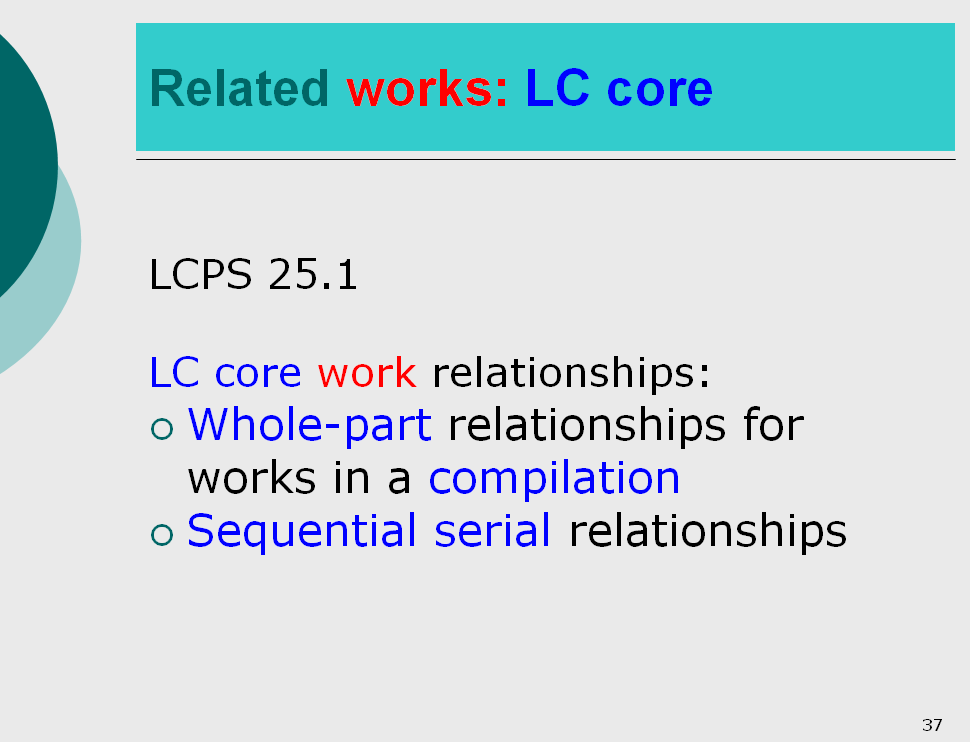 Related works: LC core
LCPS 25.1
LC core work relationships:
Whole-part relationships for
works in a compilation
Sequential serial relationships
37